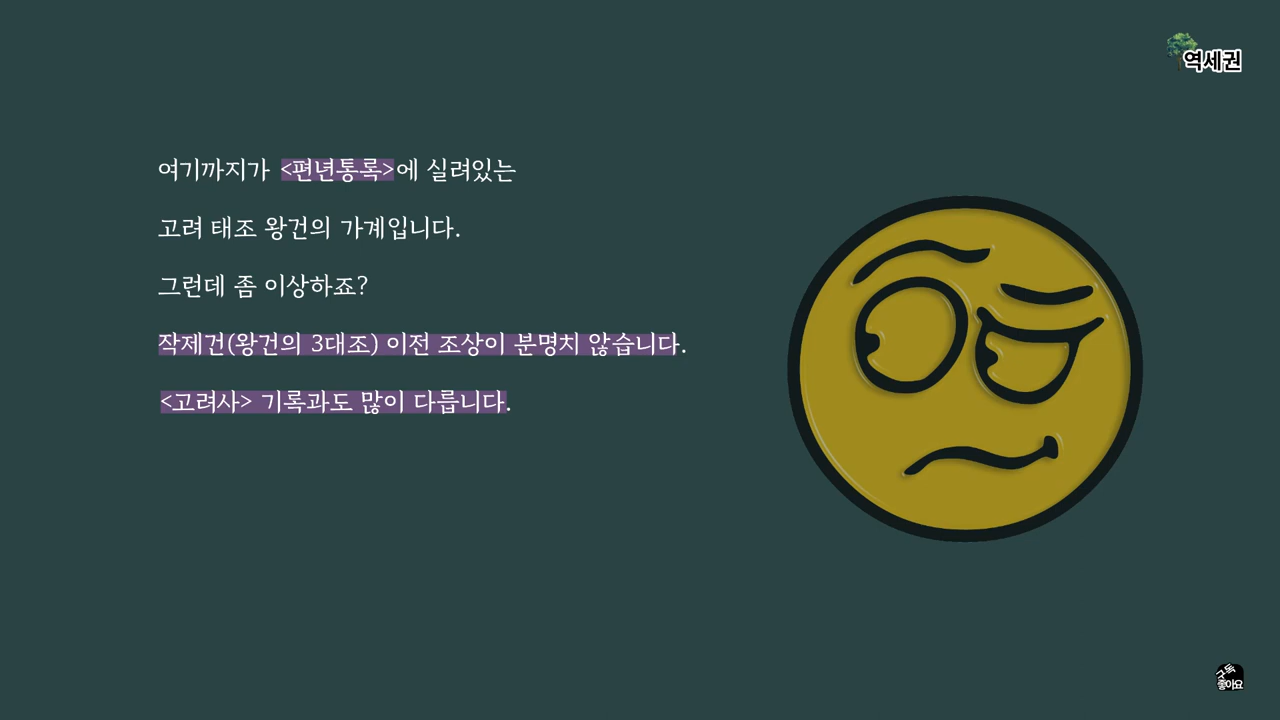 역세권
여기까지가 <편년통록>에 실려있는
고려 태조 왕건의 가계입니다.
그런데 좀 이상하죠?
작제건(왕건의 3대조) 이전 조상이 분명치 않습니다.
<고려사> 기록과도 많이 다릅니다.
구독
좋아요